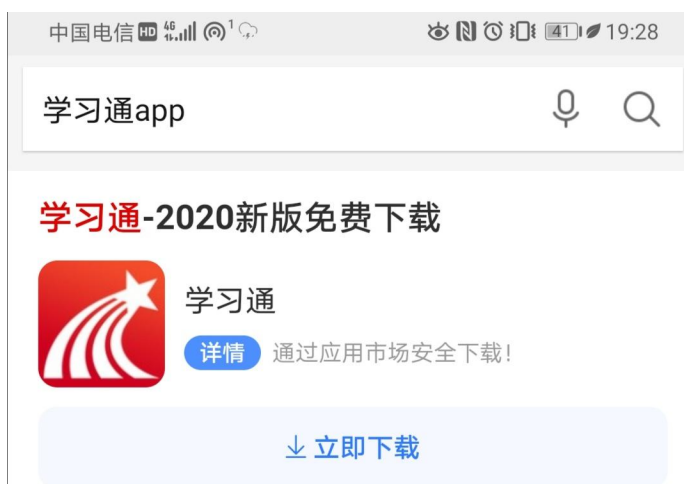 中国电信 HD 4G 1 41 19:28
学习通app
学习通-2020新版免费下载
学习通
详情 通过应用市场安全下载!
立即下载